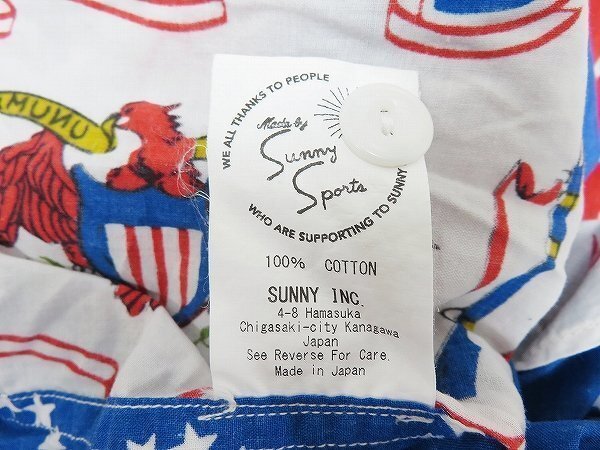 WE ALL THANKS TO PEOPLE
Made by
Sunny
Sports
WHO ARE SUPPORTING TO SUNNY
100% COTTON
SUNNY INC.
4-8 Hamasuka
Chigasaki-city Kanagawa
Japan
See Reverse For Care.
Made in Japan